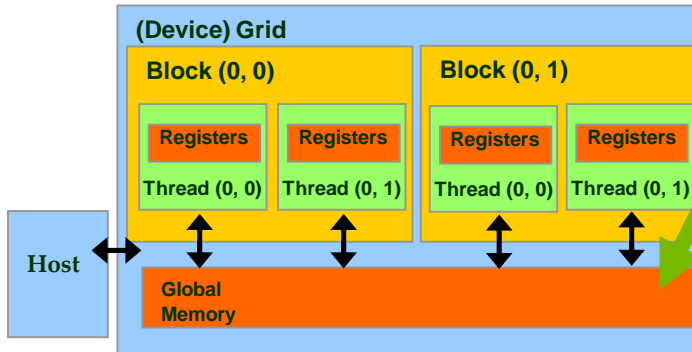 (Device) Grid
Block (0, 0)
Block (0, 1)
Registers
Registers
Registers
Registers
Thread (0, 0)
Thread (0, 1)
Thread (0, 0)
Thread (0, 1)
Host
Global
Memory